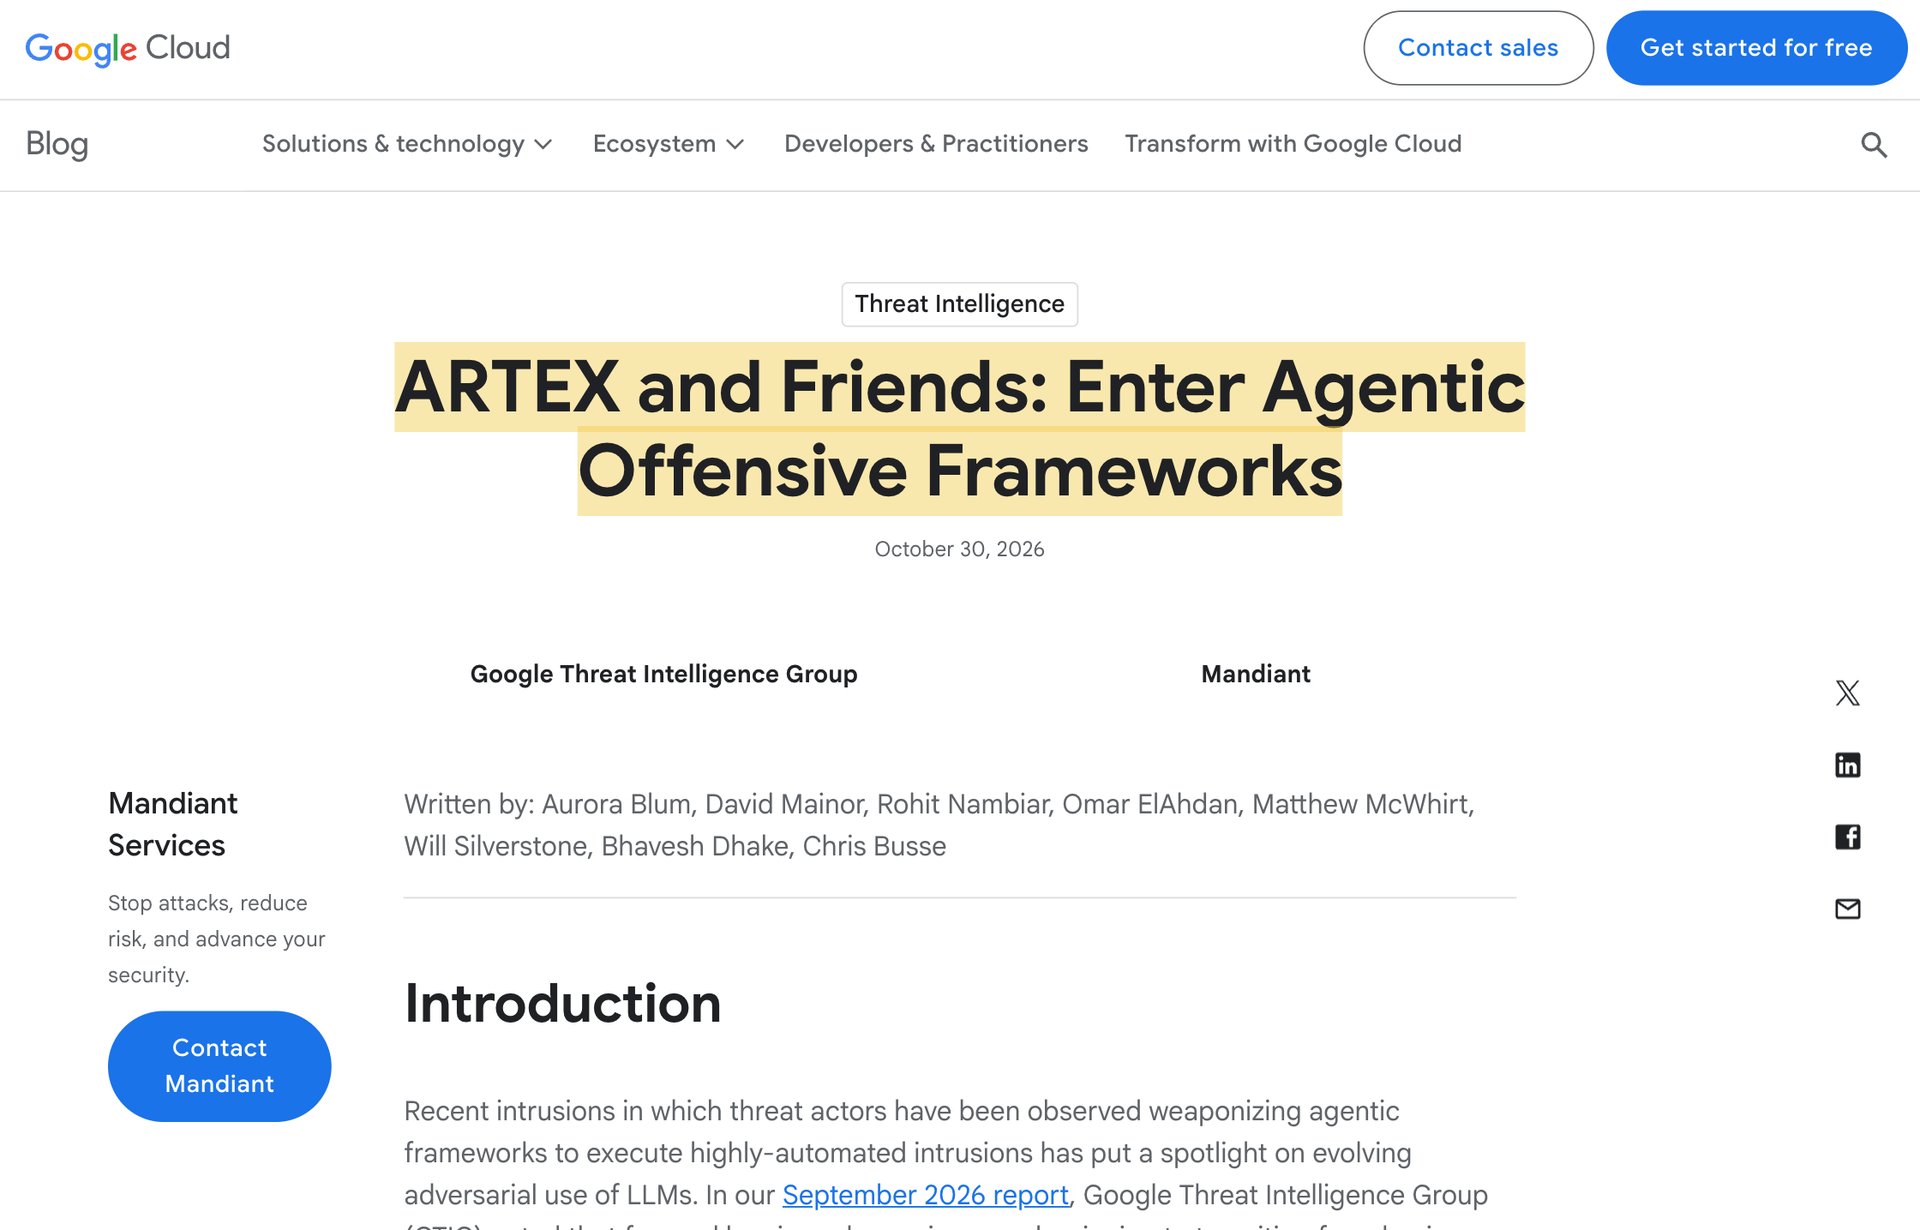 Google Cloud
Contact sales
Get started for free
Blog
Solutions & technology
Ecosystem
Developers & Practitioners
Transform with Google Cloud
Threat Intelligence
ARTEX and Friends: Enter Agentic
Offensive Frameworks
October 30, 2026
Google Threat Intelligence Group
Mandiant
Mandiant
Services
Stop attacks, reduce
risk, and advance your
security.
Contact
Mandiant
Written by: Aurora Blum, David Mainor, Rohit Nambiar, Omar ElAhdan, Matthew McWhirt,
Will Silverstone, Bhavesh Dhake, Chris Busse
Introduction
Recent intrusions in which threat actors have been observed weaponizing agentic
frameworks to execute highly-automated intrusions has put a spotlight on evolving
adversarial use of LLMs. In our September 2026 report, Google Threat Intelligence Group